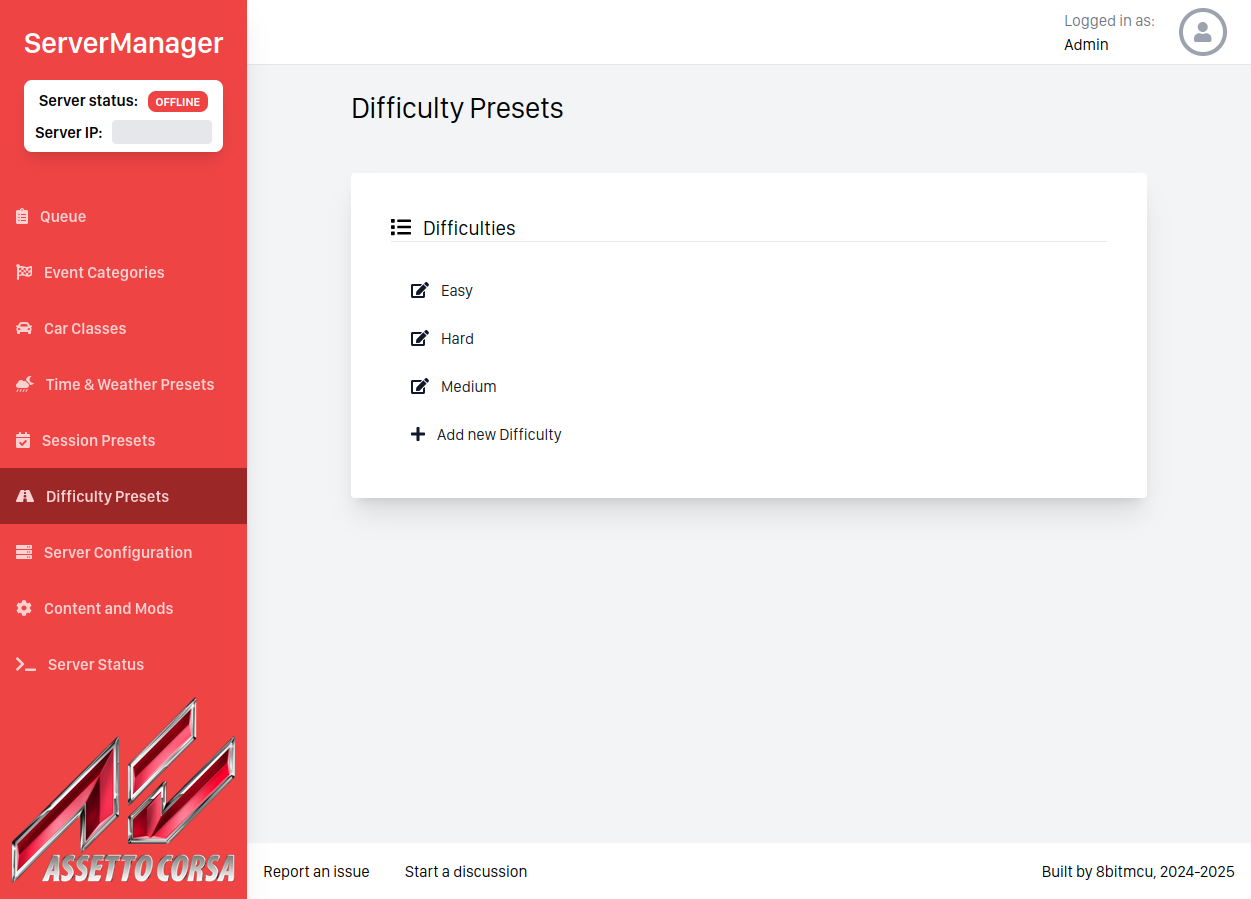 ServerManager
Server status: OFFLINE
Server IP:
Queue
Event Categories
Car Classes
Time & Weather Presets
Session Presets
Difficulty Presets
Server Configuration
Content and Mods
Server Status
ASSETTO CORSA
Logged in as:
Admin
Difficulty Presets
Difficulties
Easy
Hard
Medium
Add new Difficulty
Report an issue
Start a discussion
Built by 8bitmcu, 2024-2025